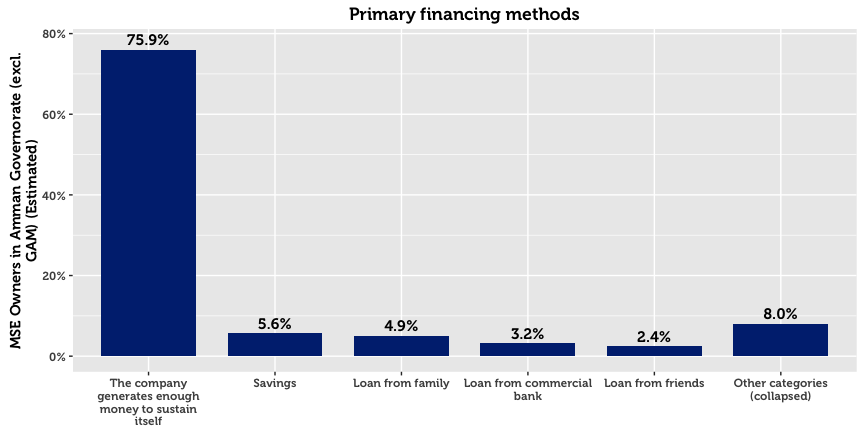 Primary financing methods
MSE Owners in Amman Governorate (excl.
GAM) (Estimated)
80%
60%
40%
20%
0%
75.9%
5.6%
4.9%
3.2%
2.4%
8.0%
The company
generates enough
money to sustain
itself
Savings
Loan from family
Loan from commercial
bank
Loan from friends
Other categories
(collapsed)